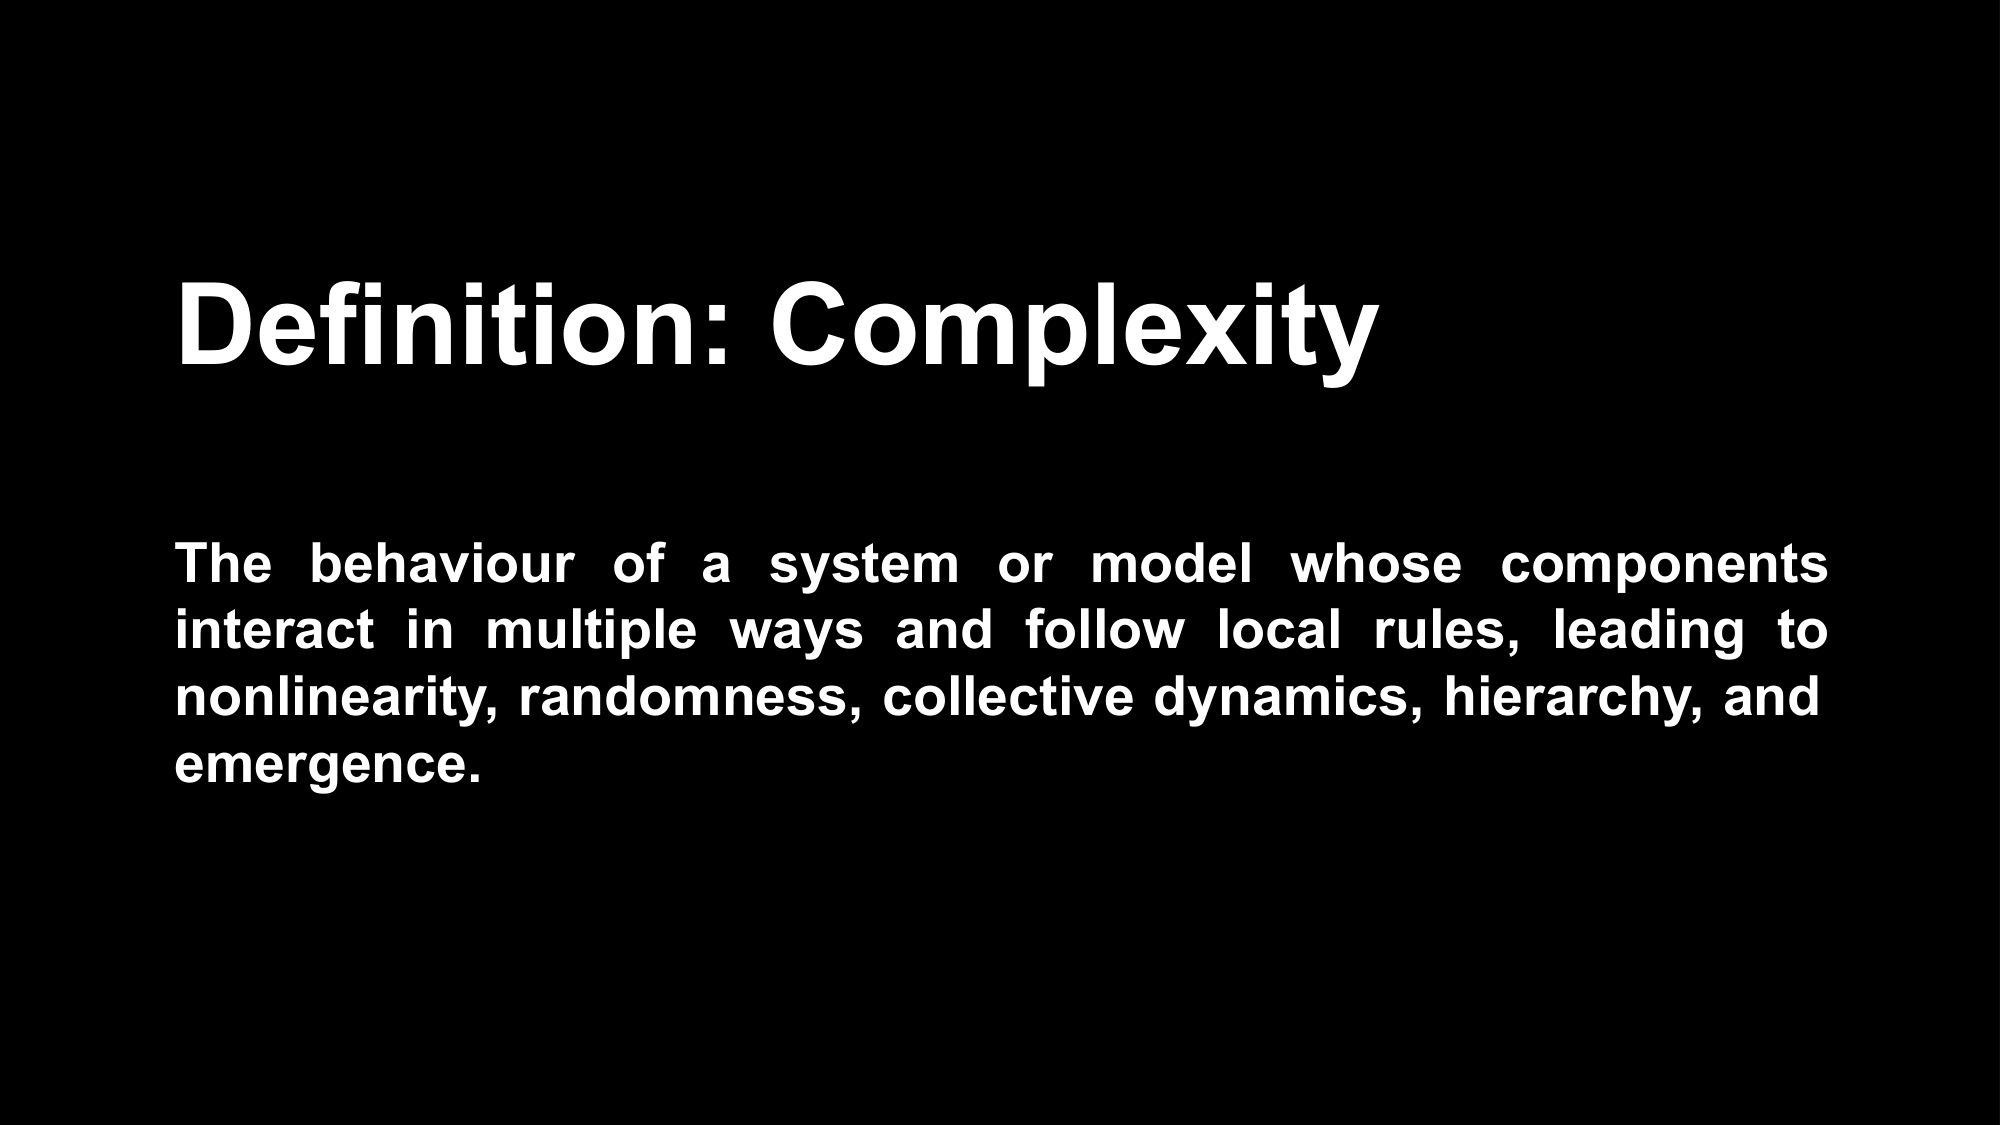 Definition: Complexity
The behaviour of a system or model whose components
interact in multiple ways and follow local rules, leading to
nonlinearity, randomness, collective dynamics, hierarchy, and
emergence.